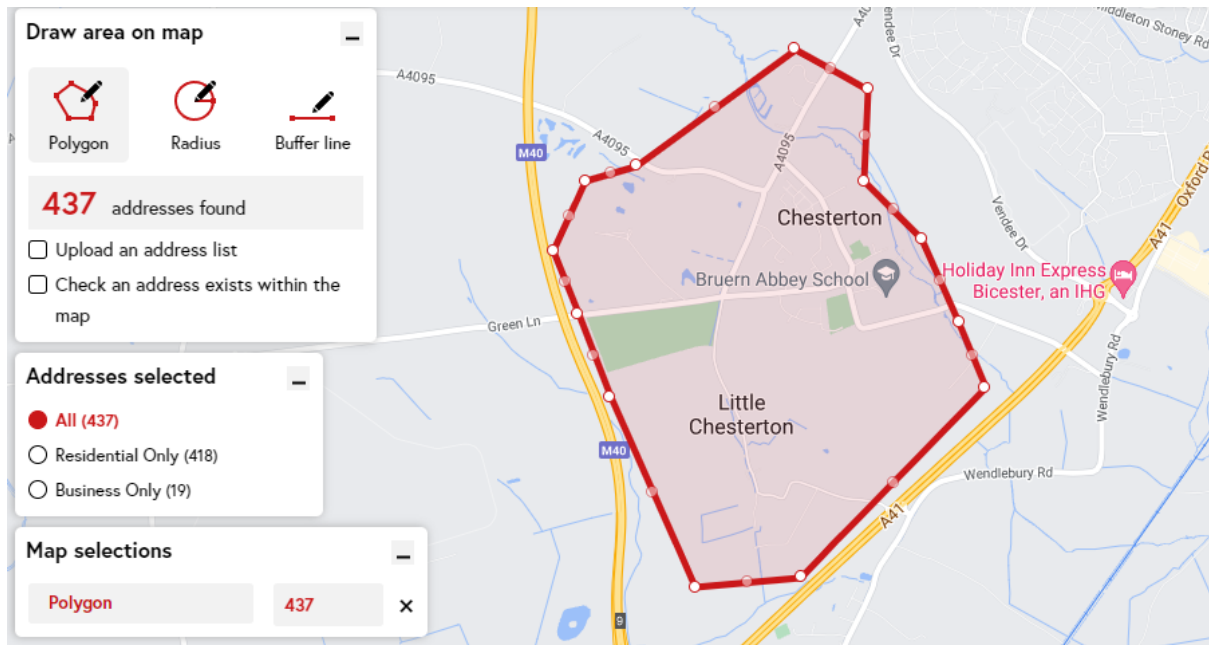 Draw area on map
Polygon
Radius
Buffer line
437 addresses found
Upload an address list
Check an address exists within the
map
Addresses selected
All (437)
Residential Only (418)
Business Only (19)
Map selections
Polygon
437
A4095
A4095
M40
Green Ln
M40
9
A4095
Chesterton
Bruern Abbey School
Little
Chesterton
A40
Vendee Dr
Middleton Stoney Rd
Vendee Dr
Oxford R
A41
Holiday Inn Express
Bicester, an IHG
Wendlebury Rd
Wendlebury Rd
A41